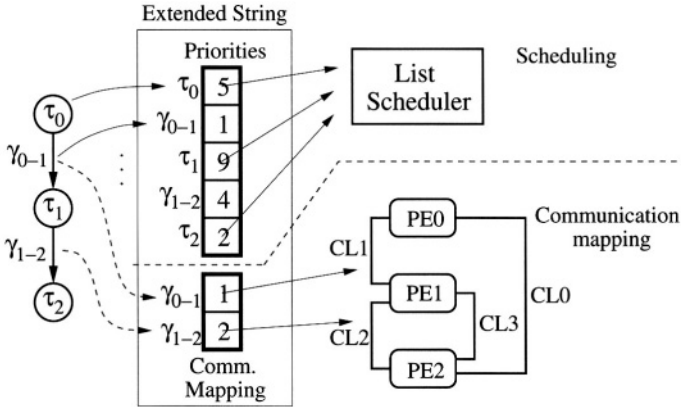 Extended String
Priorities
τ0 5
γ0–1 1
τ1 9
γ1–2 4
τ2 2
γ0–1 1
γ1–2 2
Comm.
Mapping
τ0
γ0–1
τ1
γ1–2
τ2
List
Scheduler
Scheduling
Communication
mapping
PE0
CL1
PE1
CL0
CL2
CL3
PE2